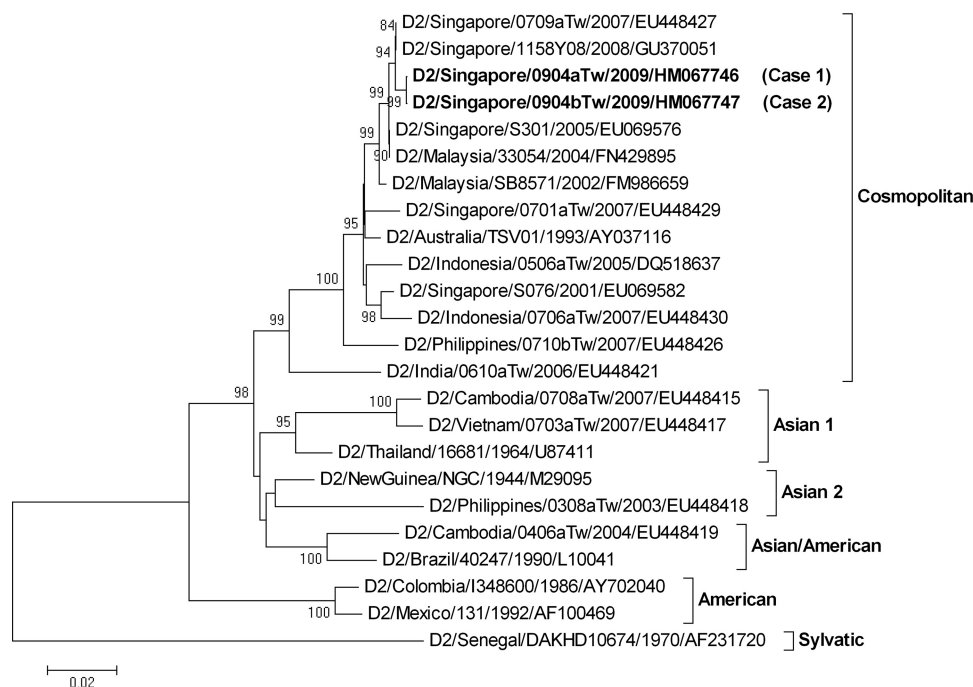 84
D2/Singapore/0709aTw/2007/EU448427
94
D2/Singapore/1158Y08/2008/GU370051
D2/Singapore/0904aTw/2009/HM067746 (Case 1)
99
99
D2/Singapore/0904bTw/2009/HM067747 (Case 2)
99
D2/Singapore/S301/2005/EU069576
90
D2/Malaysia/33054/2004/FN429895
D2/Malaysia/SB8571/2002/FM986659
Cosmopolitan
D2/Singapore/0701aTw/2007/EU448429
95
D2/Australia/TSV01/1993/AY037116
D2/Indonesia/0506aTw/2005/DQ518637
100
D2/Singapore/S076/2001/EU069582
98
D2/Indonesia/0706aTw/2007/EU448430
99
D2/Philippines/0710bTw/2007/EU448426
D2/India/0610aTw/2006/EU448421
98
100
D2/Cambodia/0708aTw/2007/EU448415
95
D2/Vietnam/0703aTw/2007/EU448417
Asian 1
D2/Thailand/16681/1964/U87411
D2/NewGuinea/NGC/1944/M29095
Asian 2
D2/Philippines/0308aTw/2003/EU448418
D2/Cambodia/0406aTw/2004/EU448419
Asian/American
100
D2/Brazil/40247/1990/L10041
D2/Colombia/I348600/1986/AY702040
American
100
D2/Mexico/131/1992/AF100469
D2/Senegal/DAKHD10674/1970/AF231720
Sylvatic
0.02